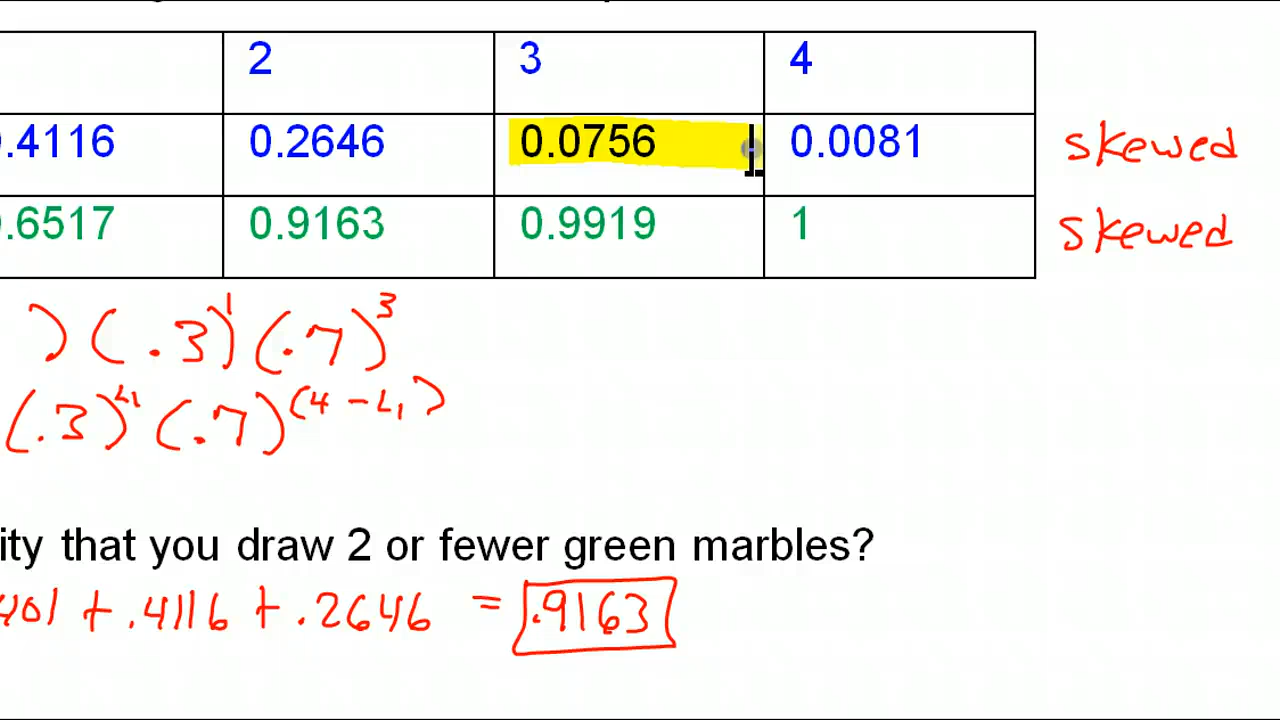 2 3 4
.4116 0.2646 0.0756 0.0081 skewed
.6517 0.9163 0.9919 1 skewed
) (.3)^1 (.7)^3
(.3)^L1 (.7)^(4-L1)
ity that you draw 2 or fewer green marbles?
401 + .4116 + .2646 = .9163